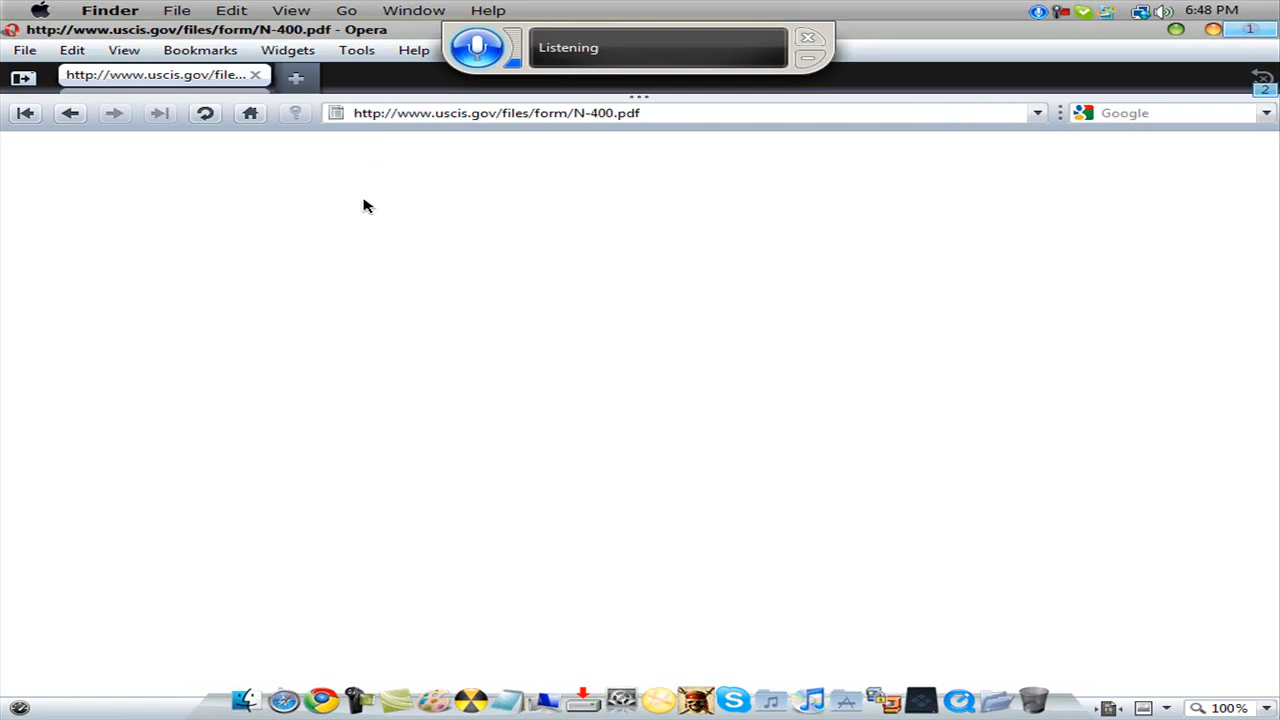 Finder File Edit View Go Window Help 6:48 PM
http://www.uscis.gov/files/form/N-400.pdf - Opera 1
File Edit View Bookmarks Widgets Tools Help
Listening
http://www.uscis.gov/file...
2
http://www.uscis.gov/files/form/N-400.pdf Google
100%